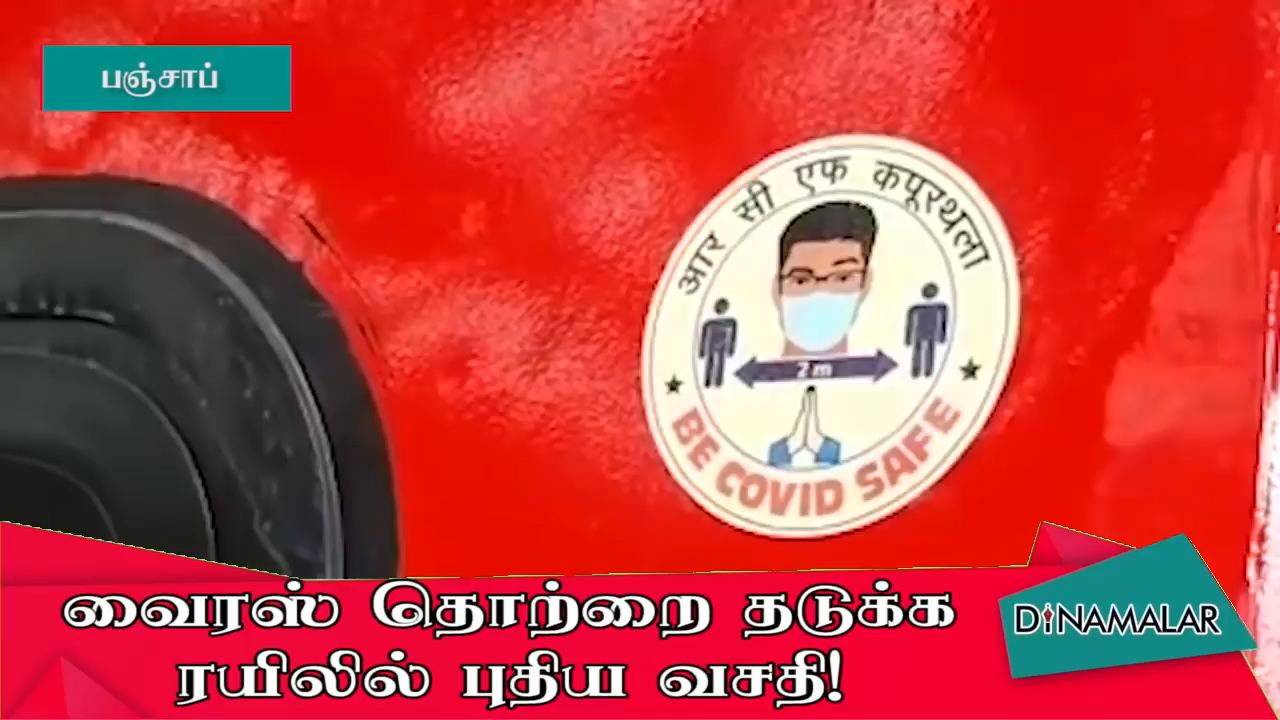 பஞ்சாப்
आर सी एफ कपूरथला
2 m
BE COVID SAFE
வைரஸ் தொற்றை தடுக்க
ரயிலில் புதிய வசதி!
DINAMALAR